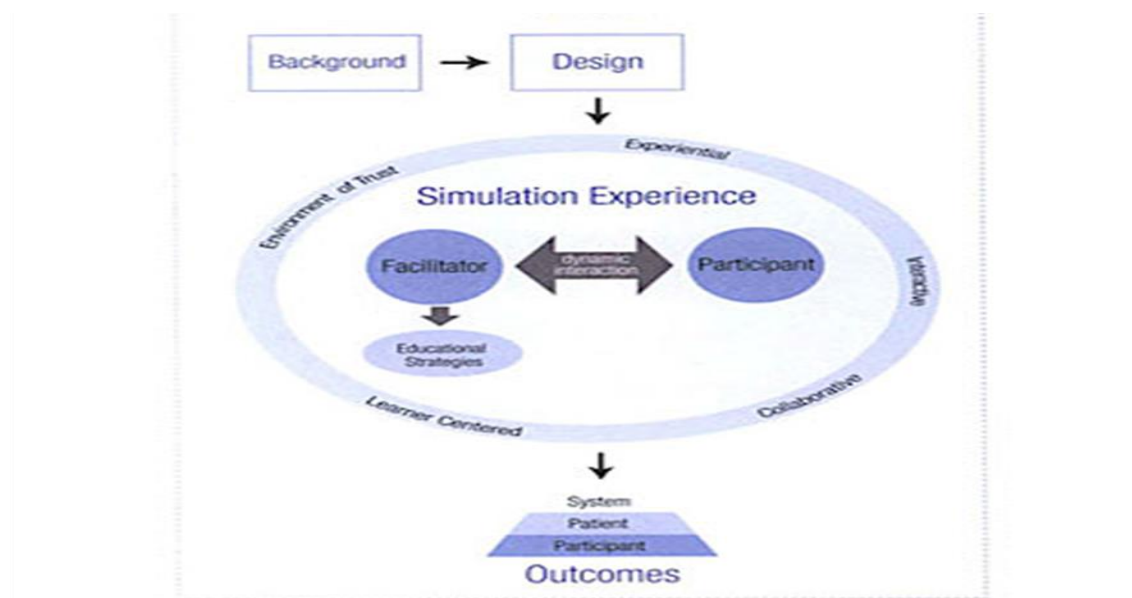 Background
Design
Experiential
Environment of Trust
Simulation Experience
Facilitator
dynamic
interaction
Participant
Interactive
Educational
Strategies
Learner Centered
Collaborative
System
Patient
Participant
Outcomes